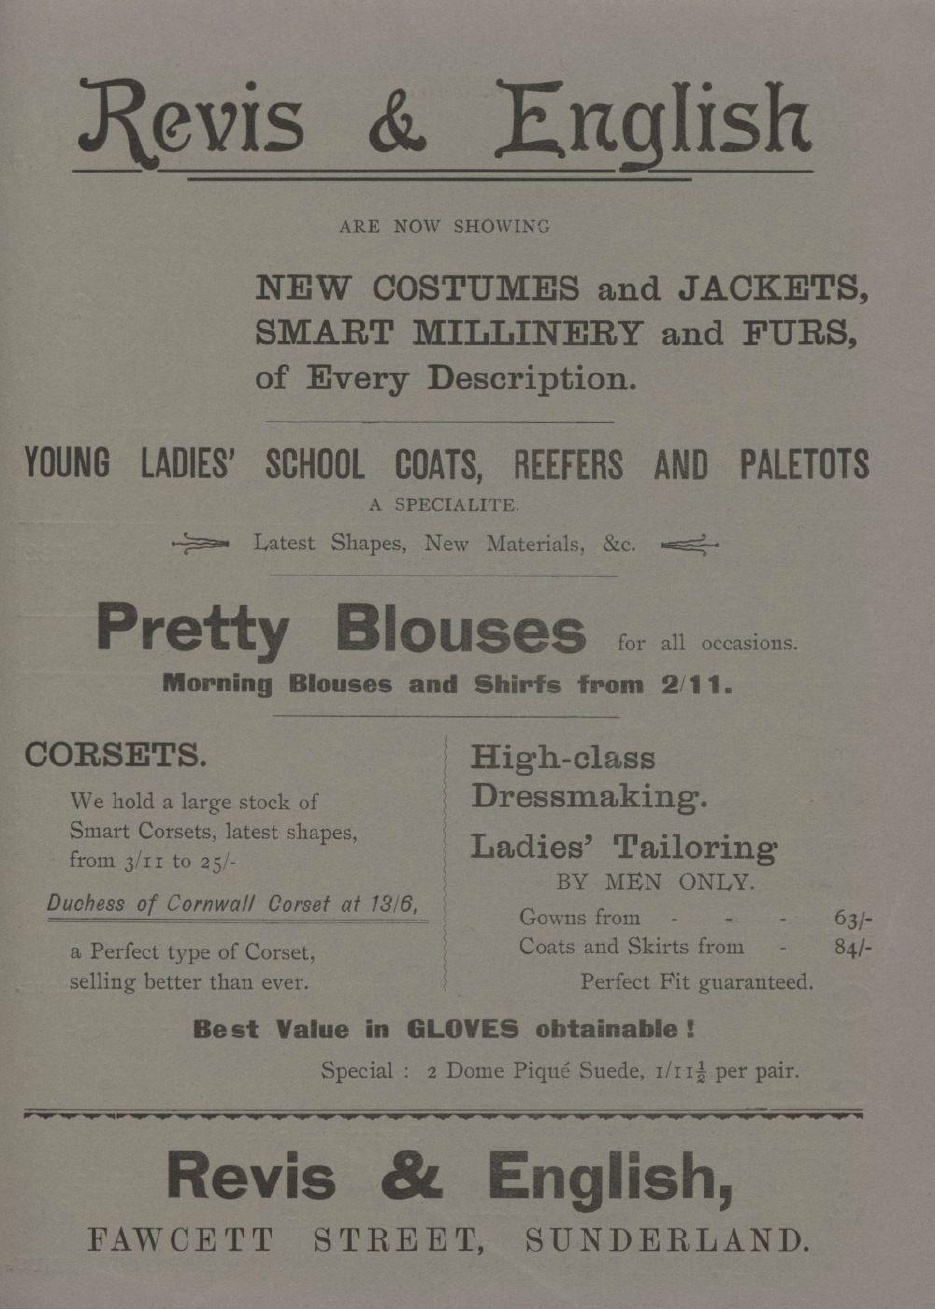 Revis & English
ARE NOW SHOWING
NEW COSTUMES and JACKETS,
SMART MILLINERY and FURS,
of Every Description.
YOUNG LADIES' SCHOOL COATS, REEFERS AND PALETOTS
A SPECIALITE.
Latest Shapes, New Materials, &c.
Pretty Blouses for all occasions.
Morning Blouses and Shirts from 2/11.
CORSETS.
We hold a large stock of
Smart Corsets, latest shapes,
from 3/11 to 25/-
Duchess of Cornwall Corset at 13/6,
a Perfect type of Corset,
selling better than ever.
High-class
Dressmaking.
Ladies' Tailoring
BY MEN ONLY.
Gowns from - - - 63/-
Coats and Skirts from - 84/-
Perfect Fit guaranteed.
Best Value in GLOVES obtainable !
Special : 2 Dome Piqué Suede, 1/11½ per pair.
Revis & English,
FAWCETT STREET, SUNDERLAND.